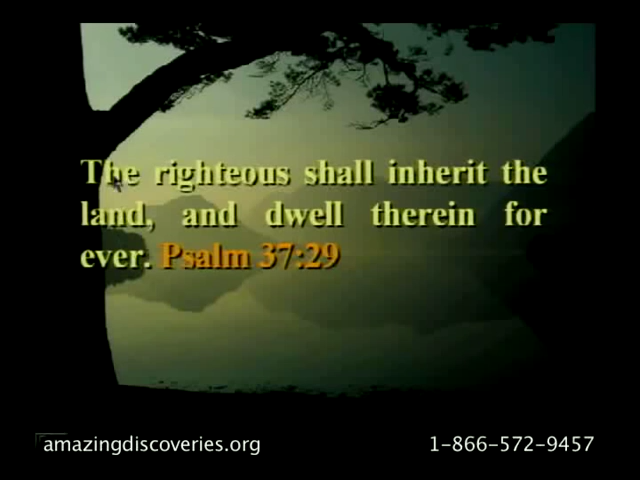 The righteous shall inherit the
land, and dwell therein for
ever. Psalm 37:29
amazingdiscoveries.org
1-866-572-9457